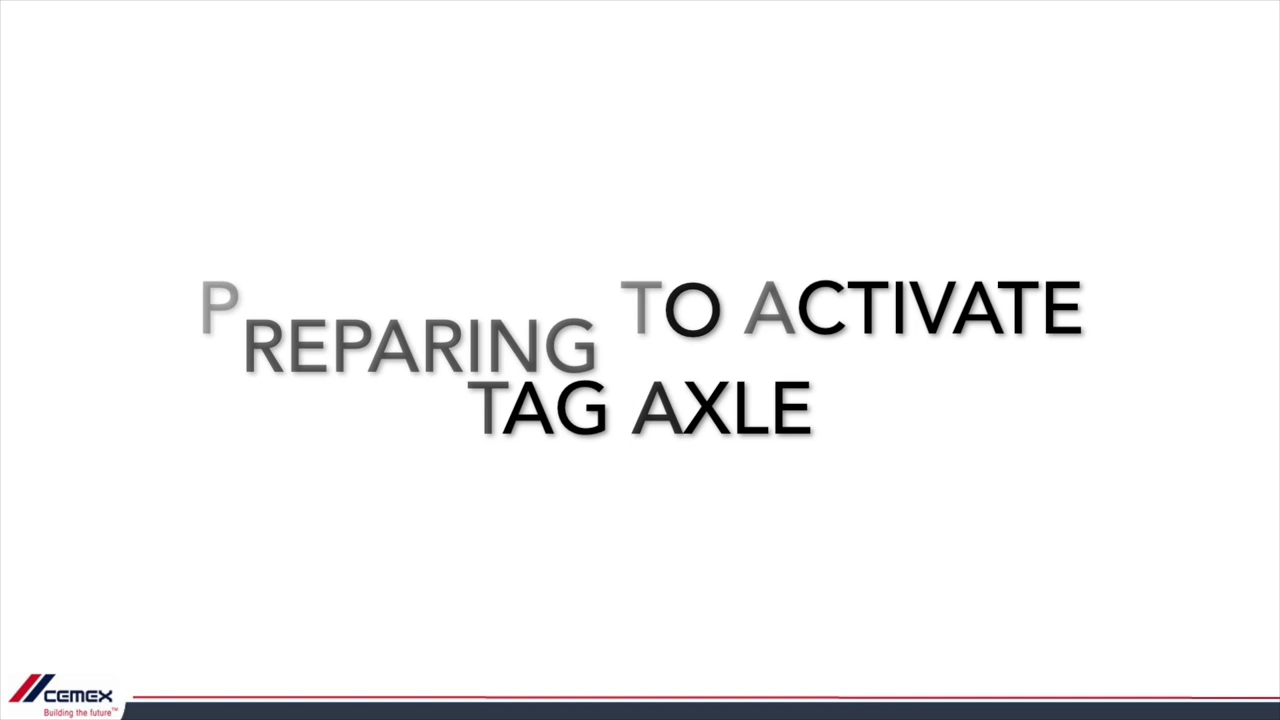 PREPARING TO ACTIVATE
TAG AXLE
CEMEX
Building the future™